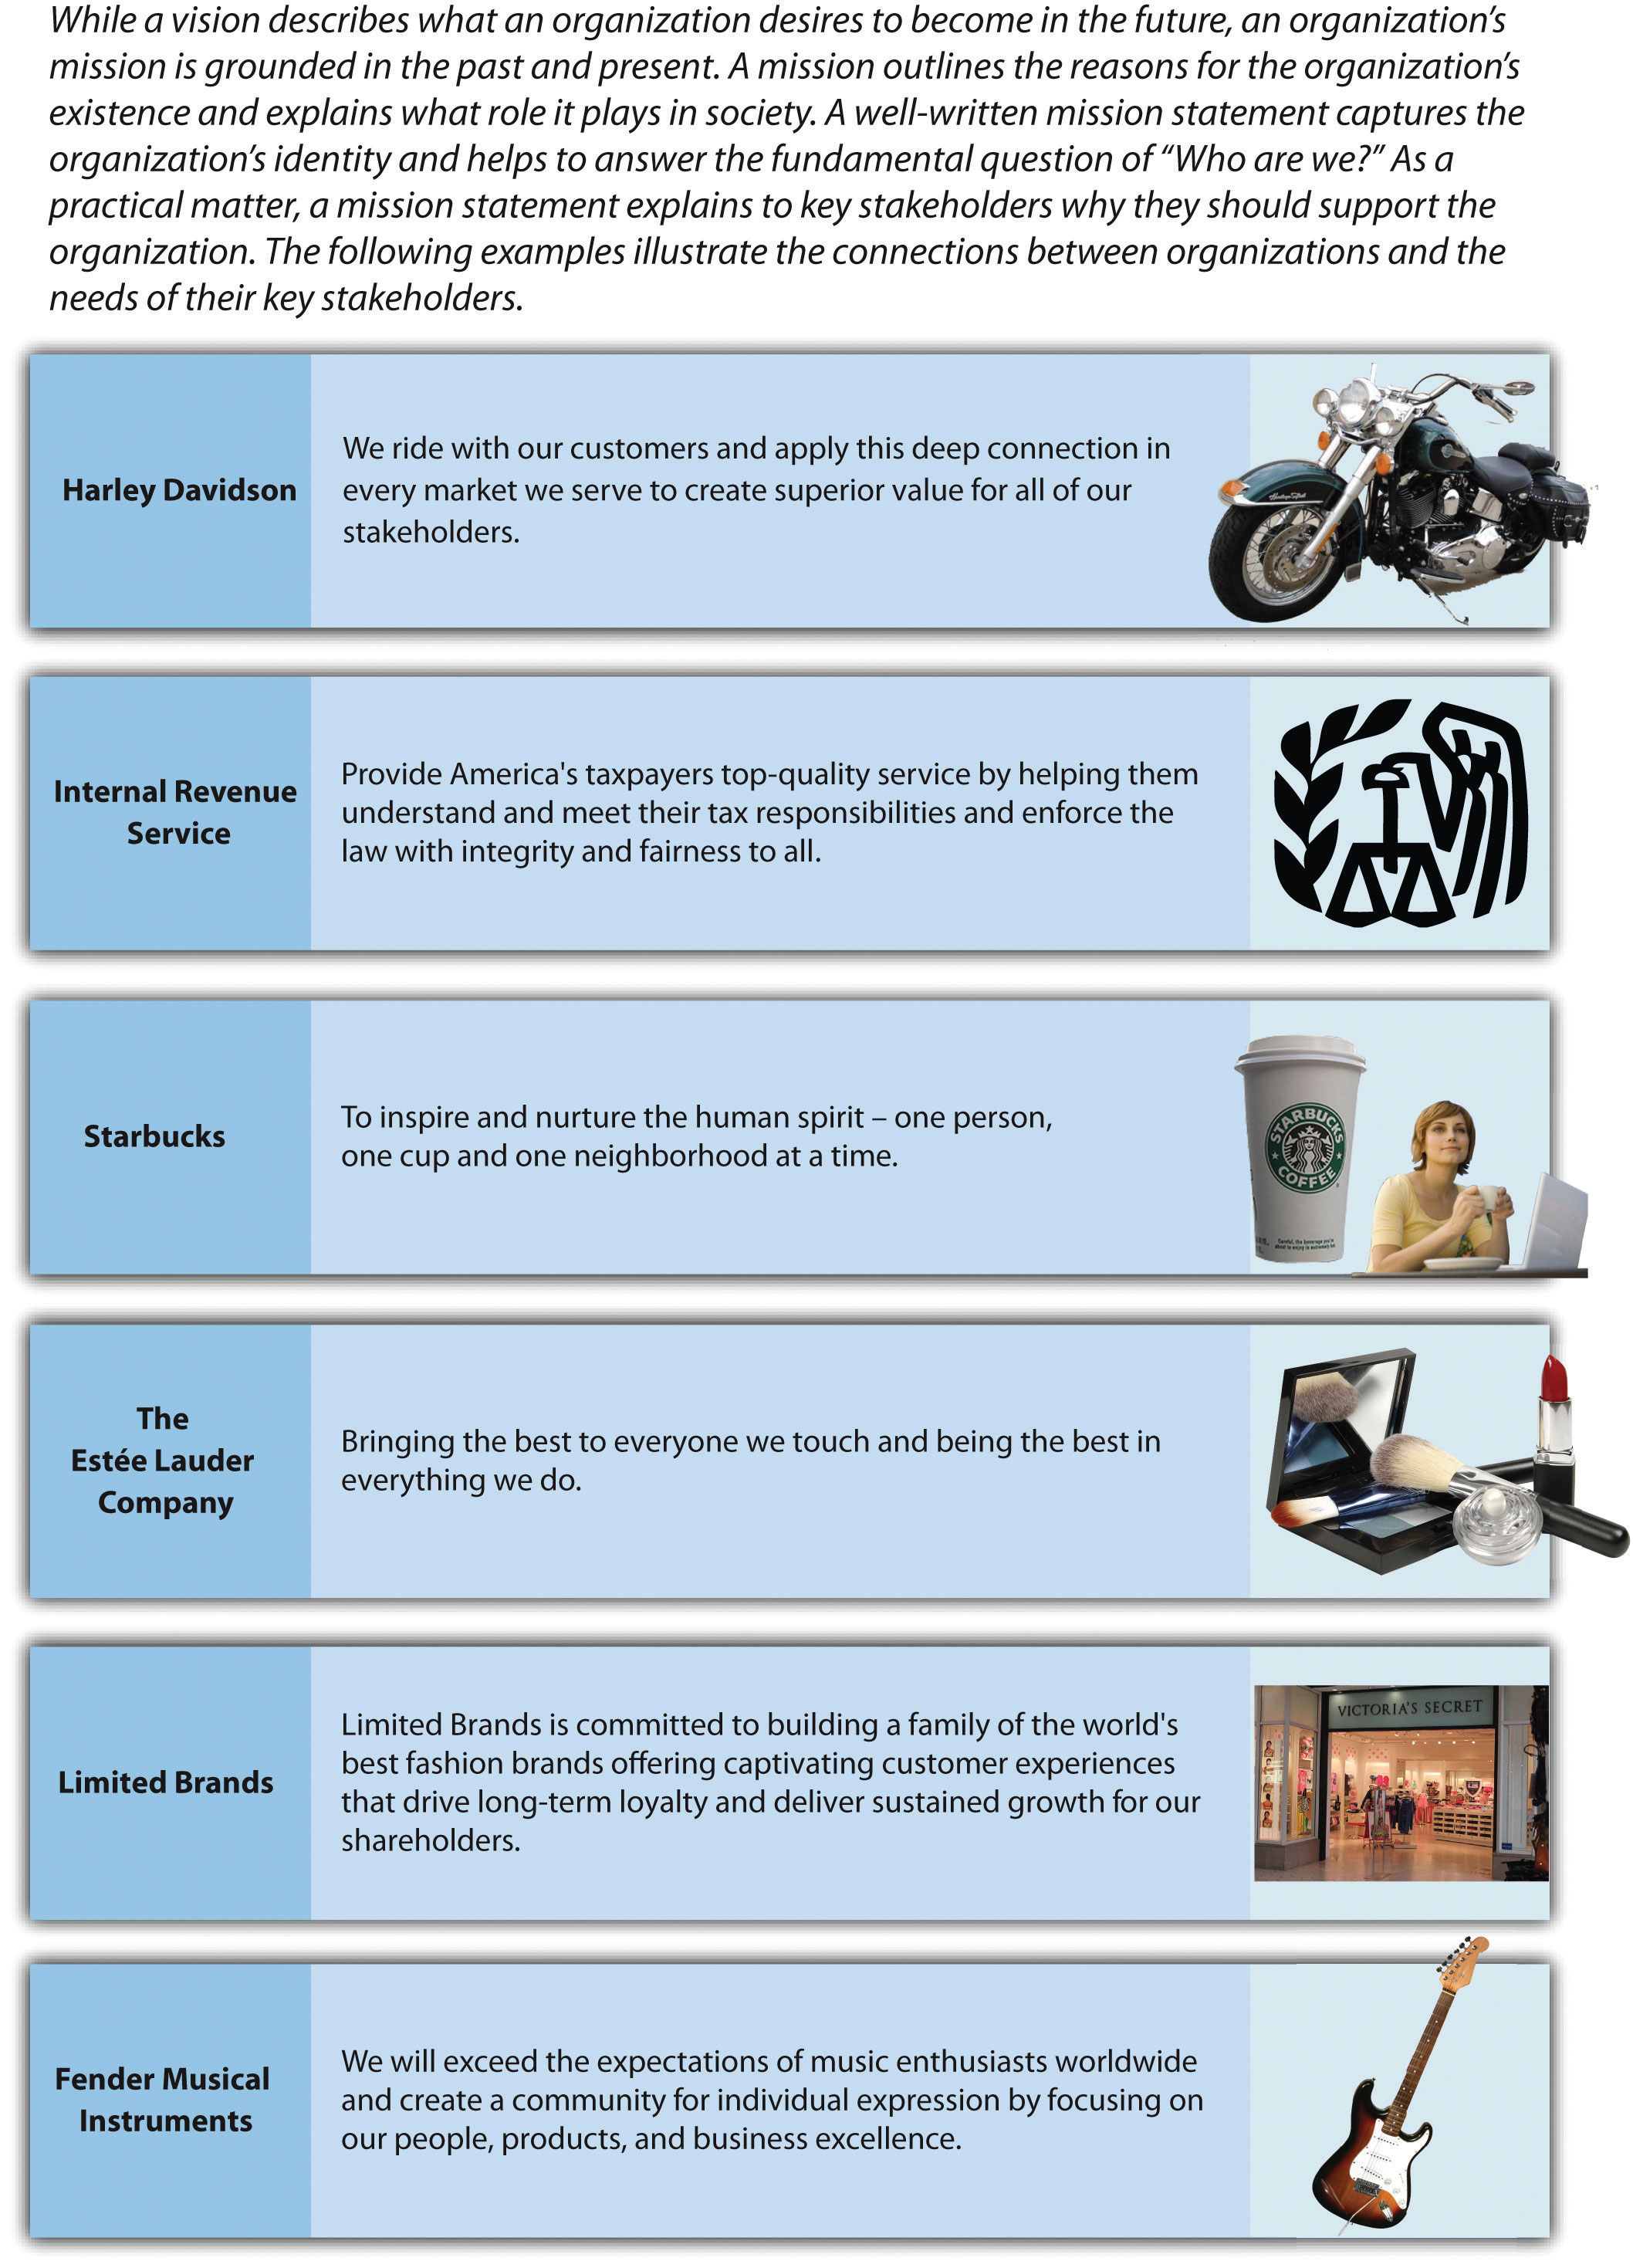 While a vision describes what an organization desires to become in the future, an organization’s
mission is grounded in the past and present. A mission outlines the reasons for the organization’s
existence and explains what role it plays in society. A well-written mission statement captures the
organization’s identity and helps to answer the fundamental question of “Who are we?” As a
practical matter, a mission statement explains to key stakeholders why they should support the
organization. The following examples illustrate the connections between organizations and the
needs of their key stakeholders.
Harley Davidson
We ride with our customers and apply this deep connection in
every market we serve to create superior value for all of our
stakeholders.
Internal Revenue
Service
Provide America's taxpayers top-quality service by helping them
understand and meet their tax responsibilities and enforce the
law with integrity and fairness to all.
Starbucks
To inspire and nurture the human spirit – one person,
one cup and one neighborhood at a time.
STARBUCKS
COFFEE
Careful, the beverage you're
about to enjoy is extremely hot.
The
Estée Lauder
Company
Bringing the best to everyone we touch and being the best in
everything we do.
Limited Brands
Limited Brands is committed to building a family of the world's
best fashion brands offering captivating customer experiences
that drive long-term loyalty and deliver sustained growth for our
shareholders.
VICTORIA'S SECRET
Fender Musical
Instruments
We will exceed the expectations of music enthusiasts worldwide
and create a community for individual expression by focusing on
our people, products, and business excellence.